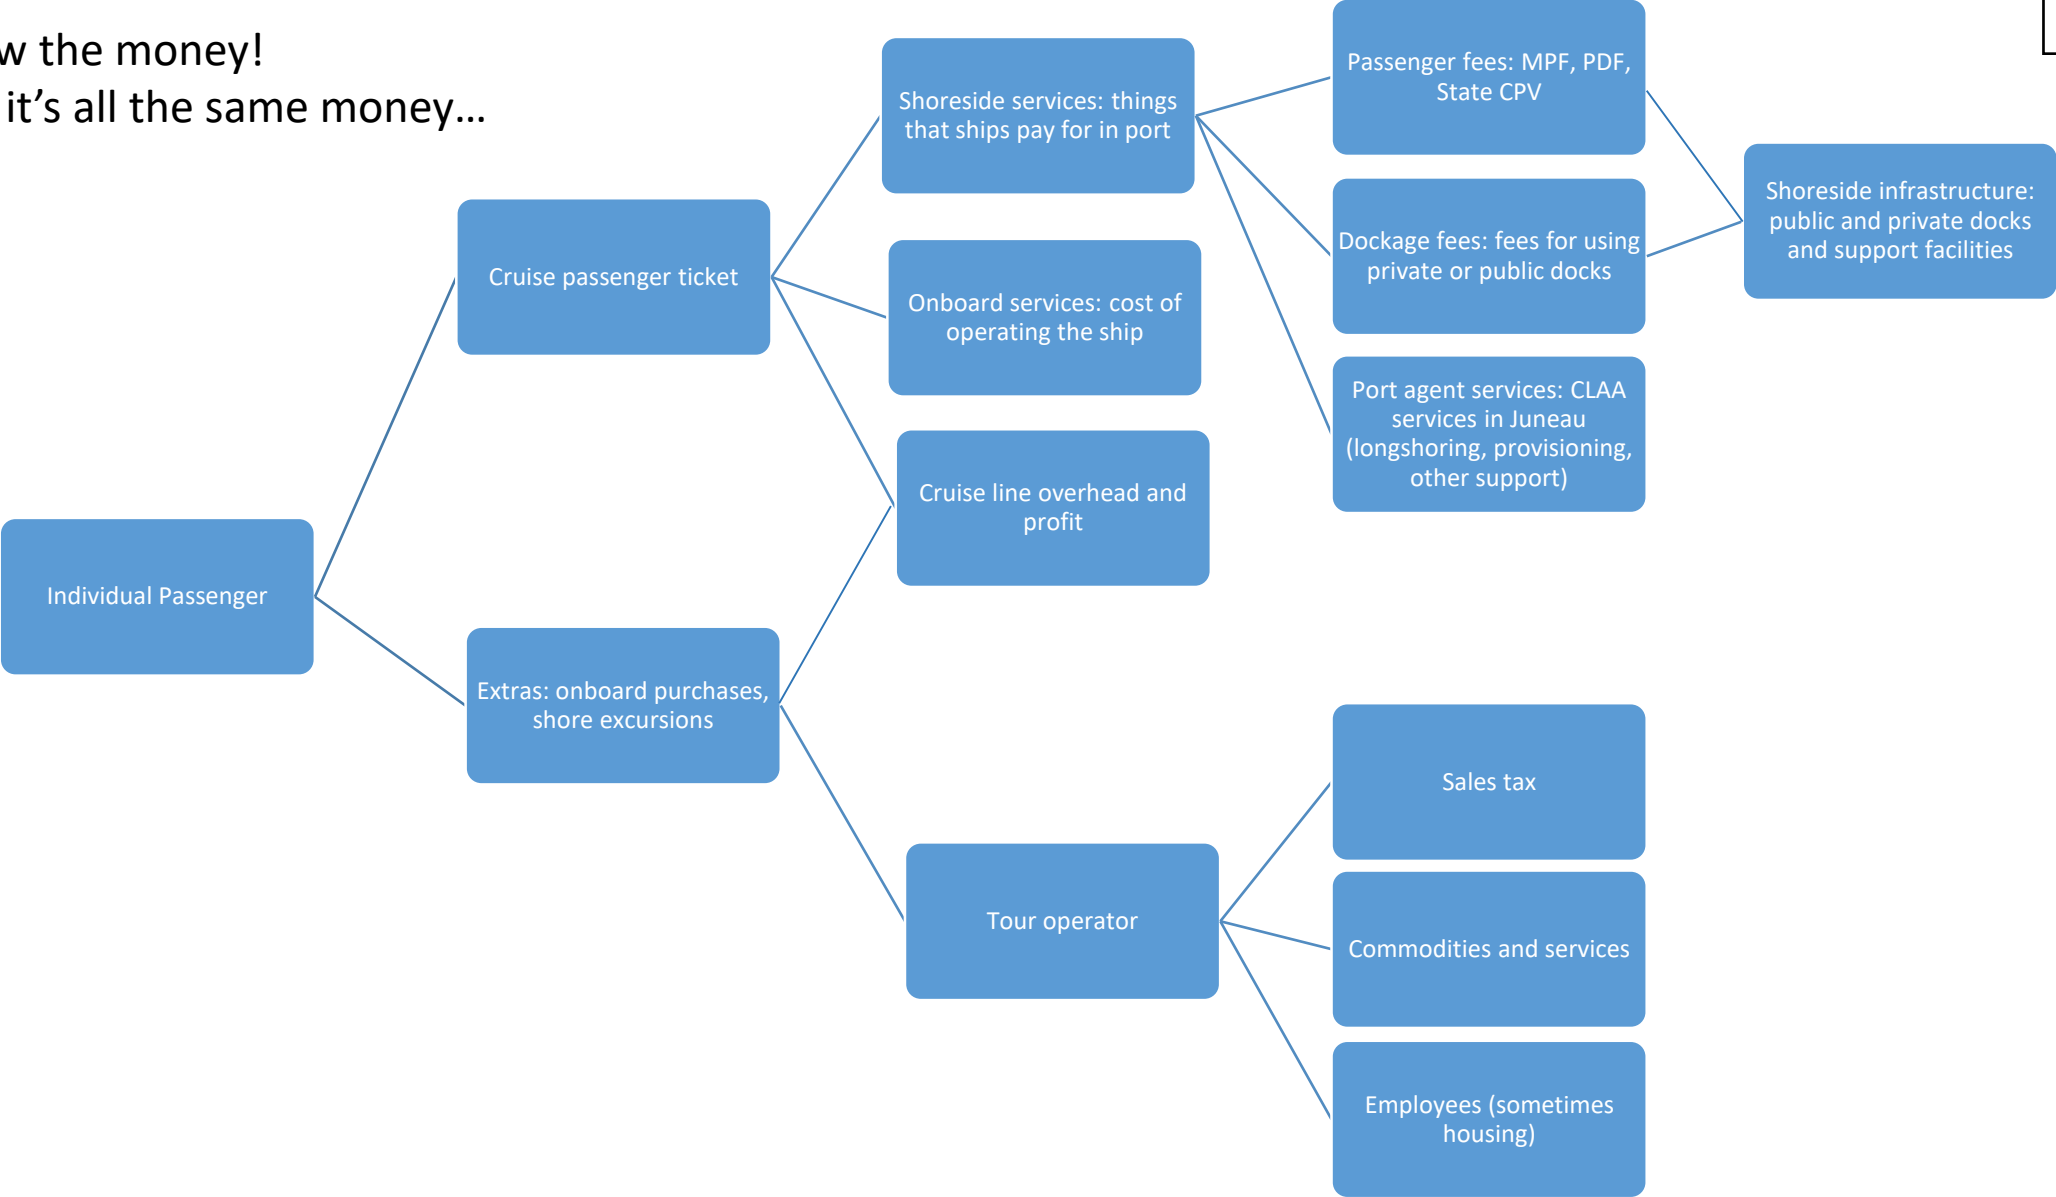 w the money!
it's all the same money…
Individual Passenger
Cruise passenger ticket
Extras: onboard purchases,
shore excursions
Shoreside services: things
that ships pay for in port
Onboard services: cost of
operating the ship
Cruise line overhead and
profit
Tour operator
Passenger fees: MPF, PDF,
State CPV
Dockage fees: fees for using
private or public docks
Port agent services: CLAA
services in Juneau
(longshoring, provisioning,
other support)
Sales tax
Commodities and services
Employees (sometimes
housing)
Shoreside infrastructure:
public and private docks
and support facilities